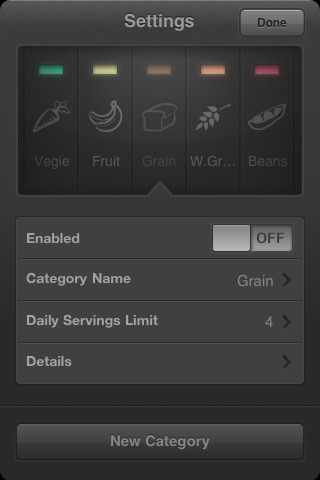 Settings
Done
Vegie Fruit Grain W.Gr... Beans
Enabled OFF
Category Name Grain
Daily Servings Limit 4
Details
New Category